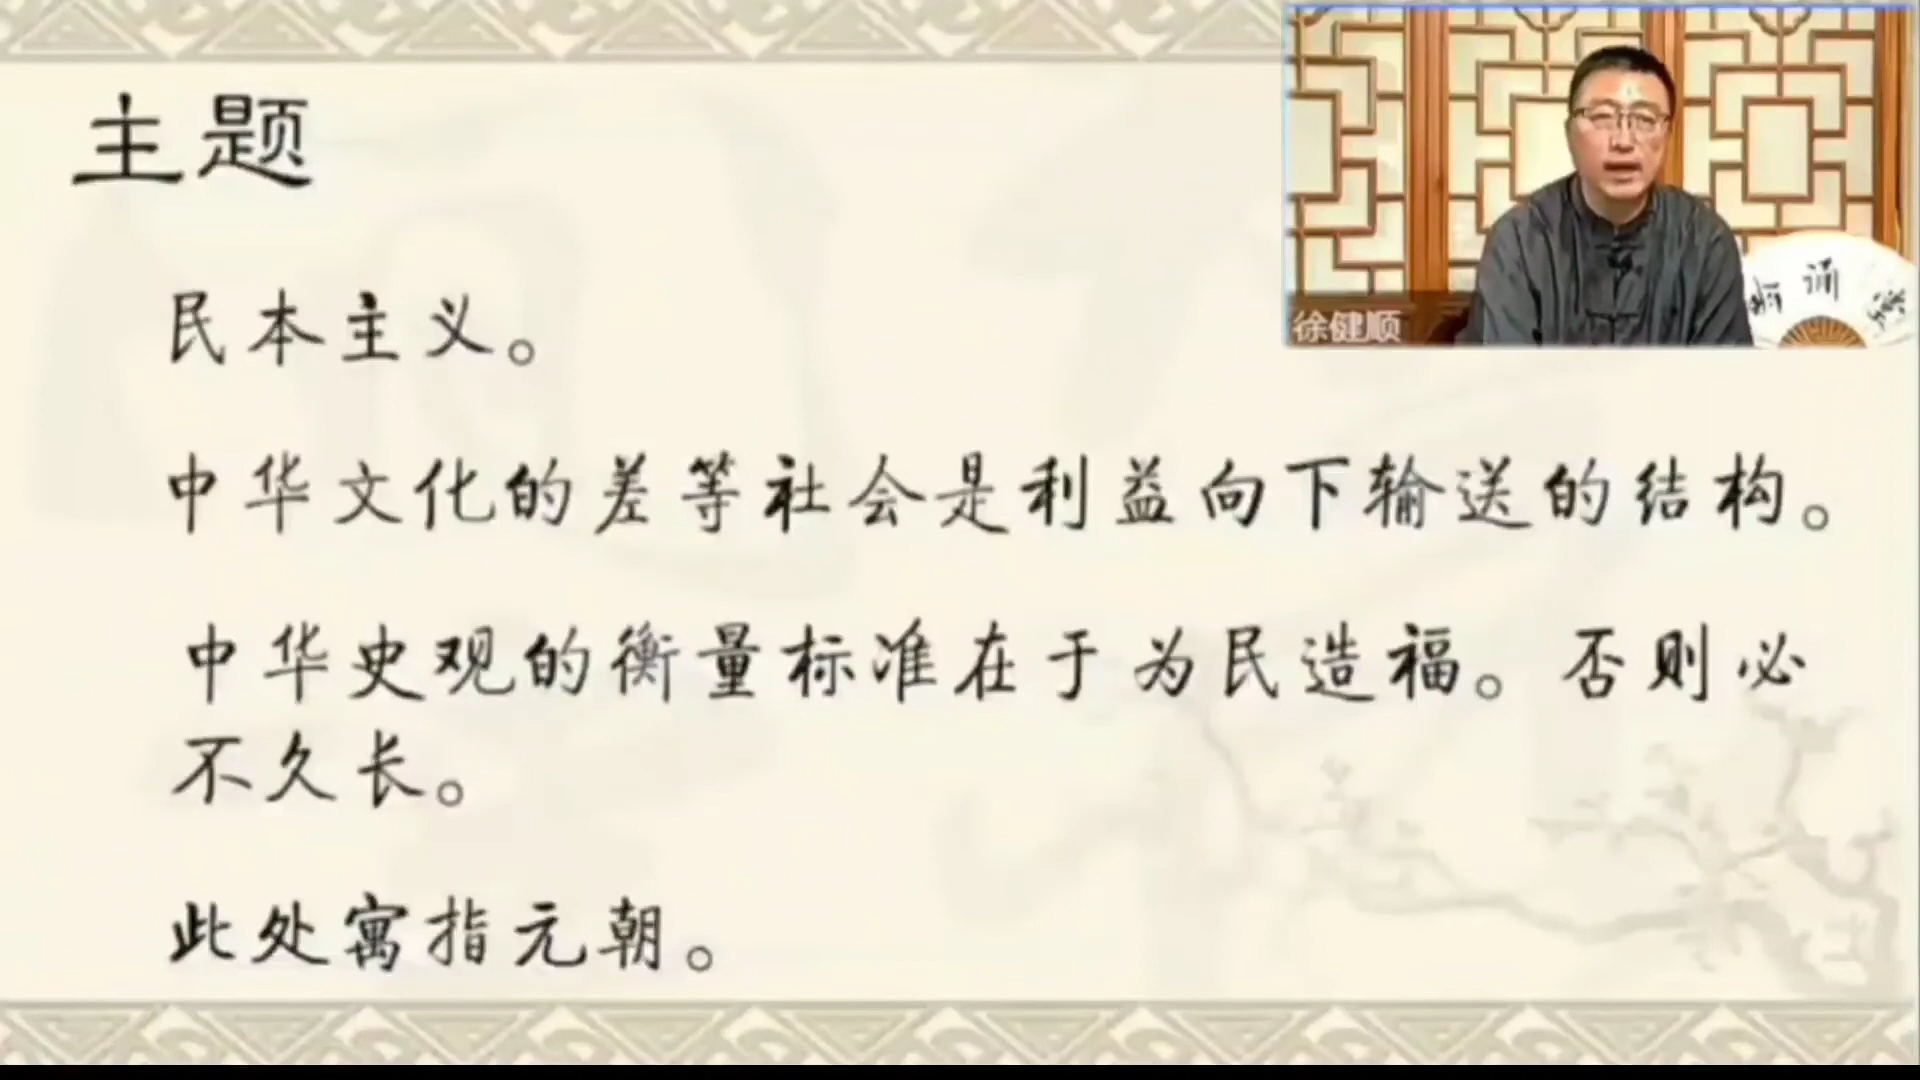 主题
徐健顺
民本主义。
中华文化的差等社会是利益向下输送的结构。
中华史观的衡量标准在于为民造福。否则必
不久长。
此处寓指元朝。